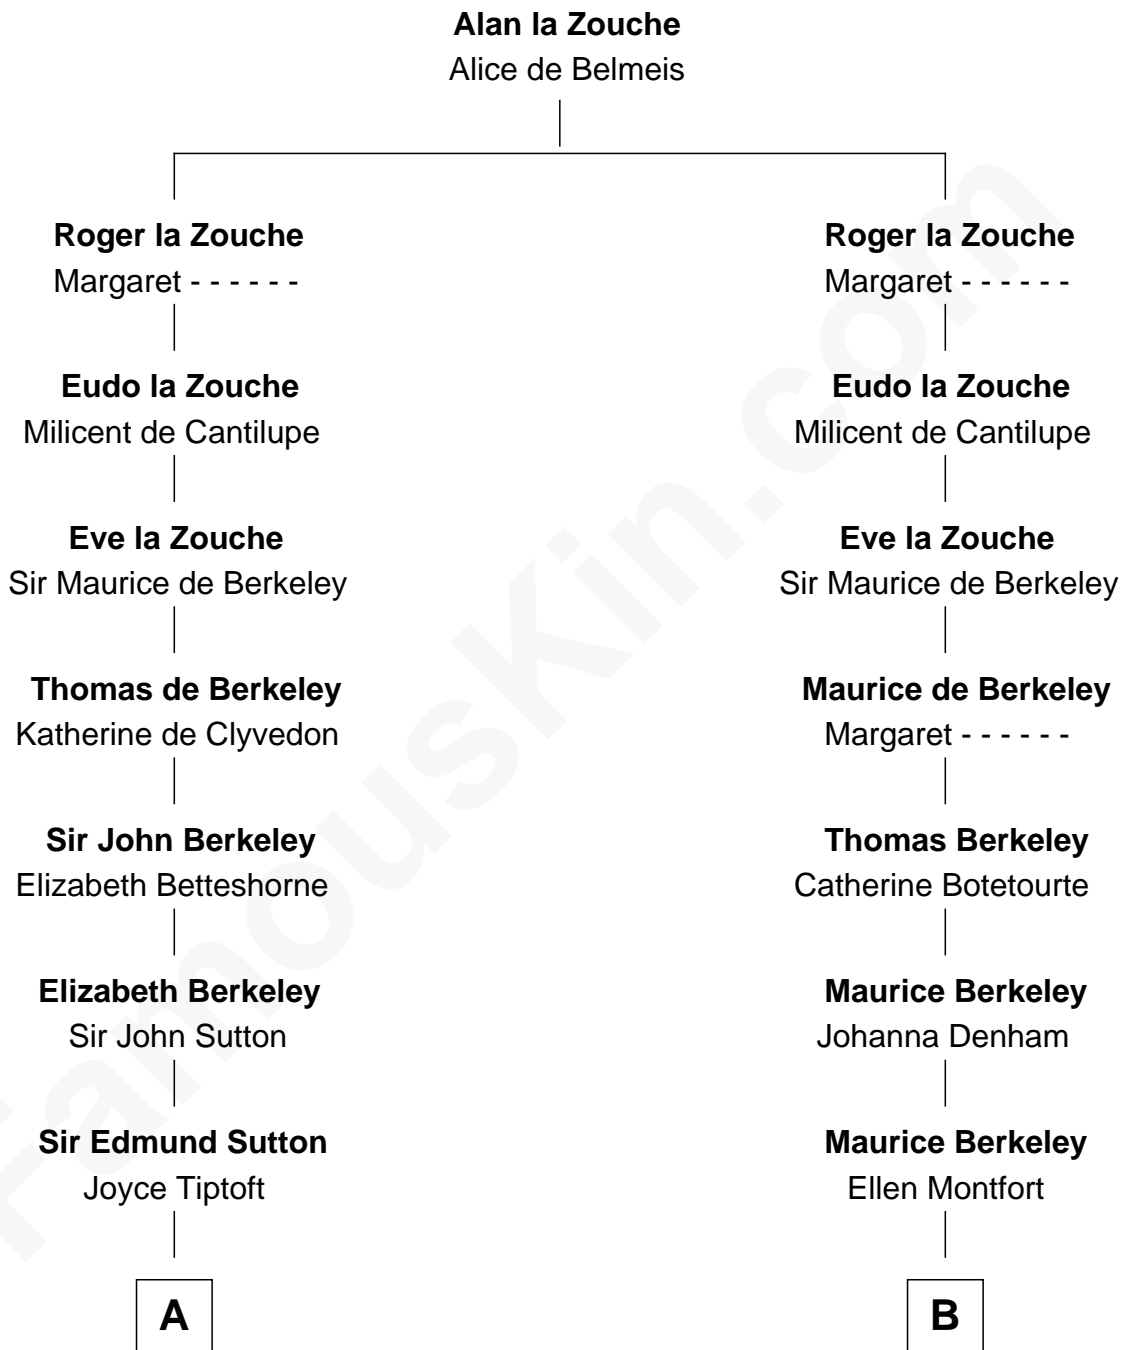 Alan la Zouche
Alice de Belmeis
Roger la Zouche
Margaret - - - - - -
Eudo la Zouche
Milicent de Cantilupe
Eve la Zouche
Sir Maurice de Berkeley
Thomas de Berkeley
Katherine de Clyvedon
Sir John Berkeley
Elizabeth Betteshorne
Elizabeth Berkeley
Sir John Sutton
Sir Edmund Sutton
Joyce Tiptoft
A
Roger la Zouche
Margaret - - - - - -
Eudo la Zouche
Milicent de Cantilupe
Eve la Zouche
Sir Maurice de Berkeley
Maurice de Berkeley
Margaret - - - - - -
Thomas Berkeley
Catherine Botetourte
Maurice Berkeley
Johanna Denham
Maurice Berkeley
Ellen Montfort
B
FamousKin.com